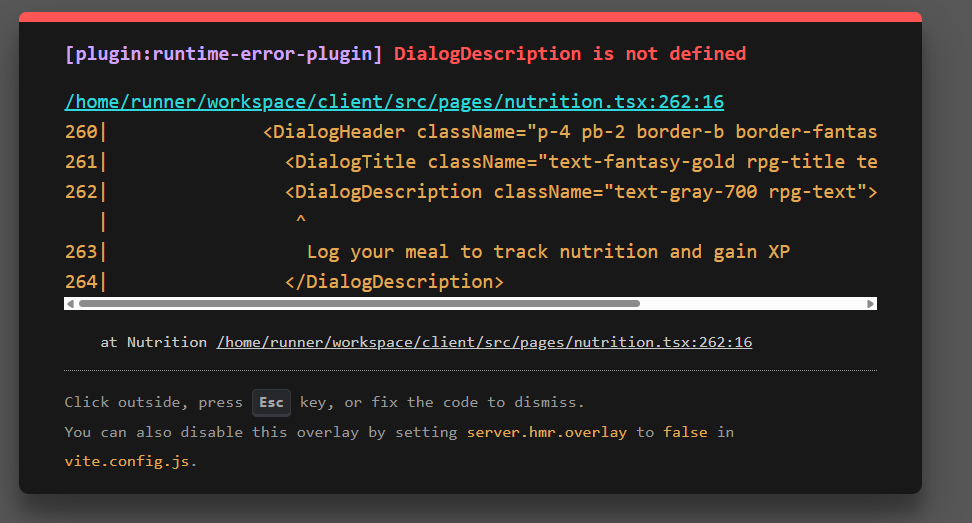 [plugin:runtime-error-plugin] DialogDescription is not defined
/home/runner/workspace/client/src/pages/nutrition.tsx:262:16
260|             <DialogHeader className="p-4 pb-2 border-b border-fantas
261|               <DialogTitle className="text-fantasy-gold rpg-title te
262|               <DialogDescription className="text-gray-700 rpg-text">
   |                ^
263|                 Log your meal to track nutrition and gain XP
264|               </DialogDescription>
at Nutrition /home/runner/workspace/client/src/pages/nutrition.tsx:262:16
Click outside, press Esc key, or fix the code to dismiss.
You can also disable this overlay by setting server.hmr.overlay to false in
vite.config.js.